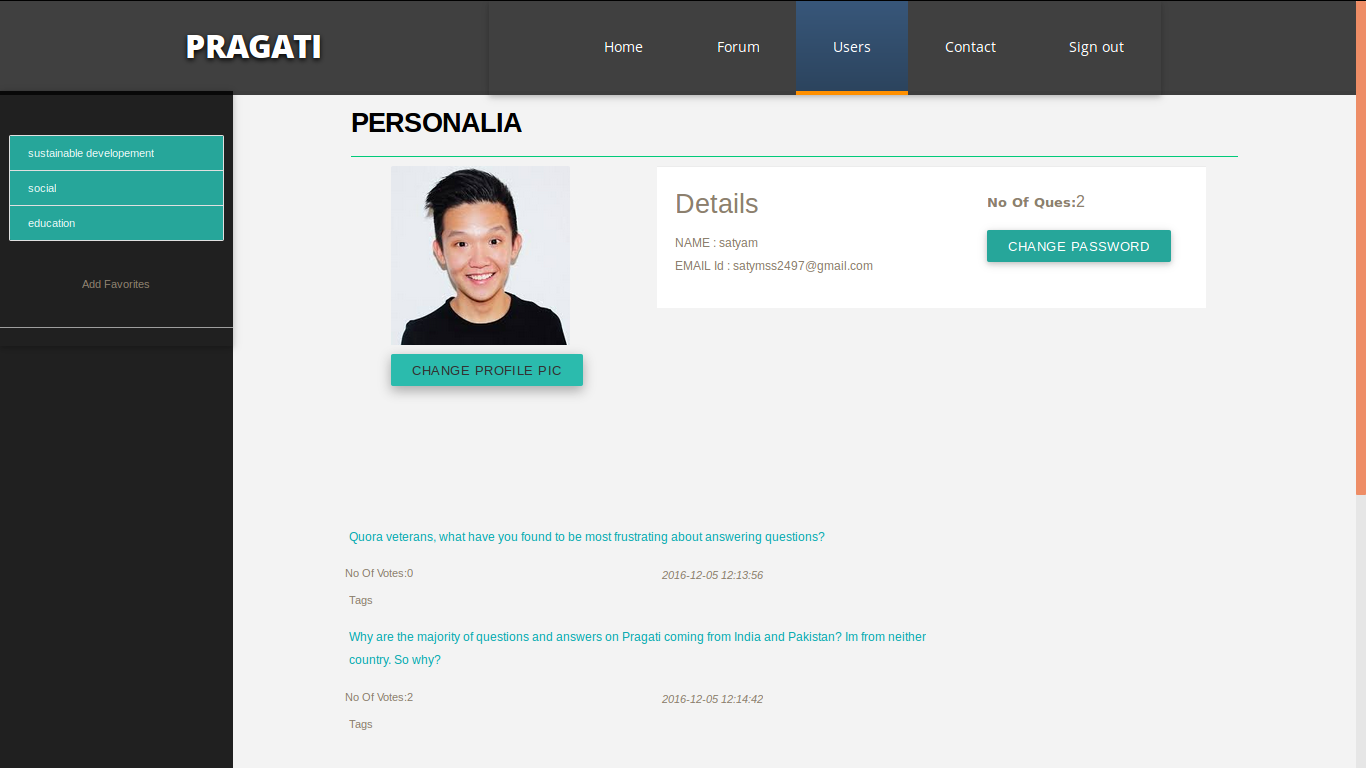 PRAGATI
Home
Forum
Users
Contact
Sign out
sustainable developement
social
education
Add Favorites
PERSONALIA
CHANGE PROFILE PIC
Details
NAME : satyam
EMAIL Id : satymss2497@gmail.com
No Of Ques:2
CHANGE PASSWORD
Quora veterans, what have you found to be most frustrating about answering questions?
No Of Votes:0
2016-12-05 12:13:56
Tags
Why are the majority of questions and answers on Pragati coming from India and Pakistan? Im from neither
country. So why?
No Of Votes:2
2016-12-05 12:14:42
Tags